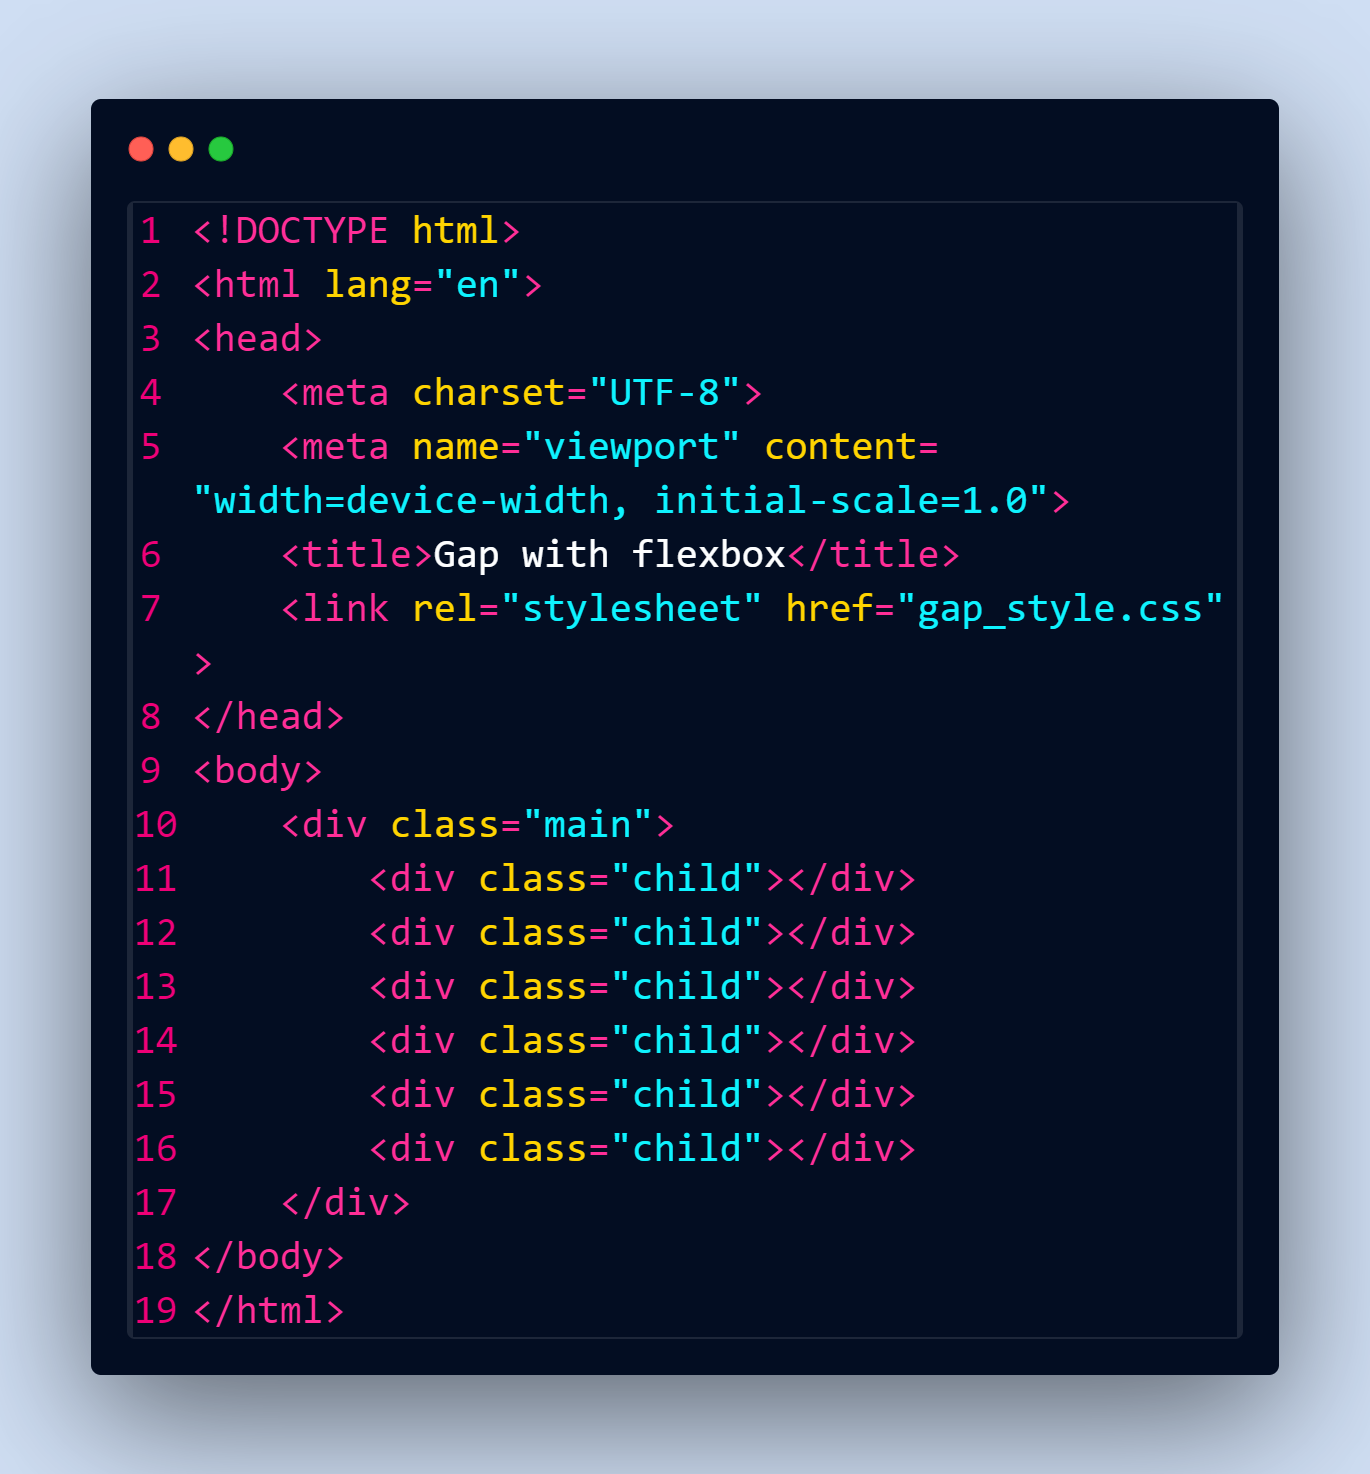 1 <!DOCTYPE html>
2 <html lang="en">
3 <head>
4     <meta charset="UTF-8">
5     <meta name="viewport" content=
"width=device-width, initial-scale=1.0">
6     <title>Gap with flexbox</title>
7     <link rel="stylesheet" href="gap_style.css"
>
8 </head>
9 <body>
10     <div class="main">
11         <div class="child"></div>
12         <div class="child"></div>
13         <div class="child"></div>
14         <div class="child"></div>
15         <div class="child"></div>
16         <div class="child"></div>
17     </div>
18 </body>
19 </html>